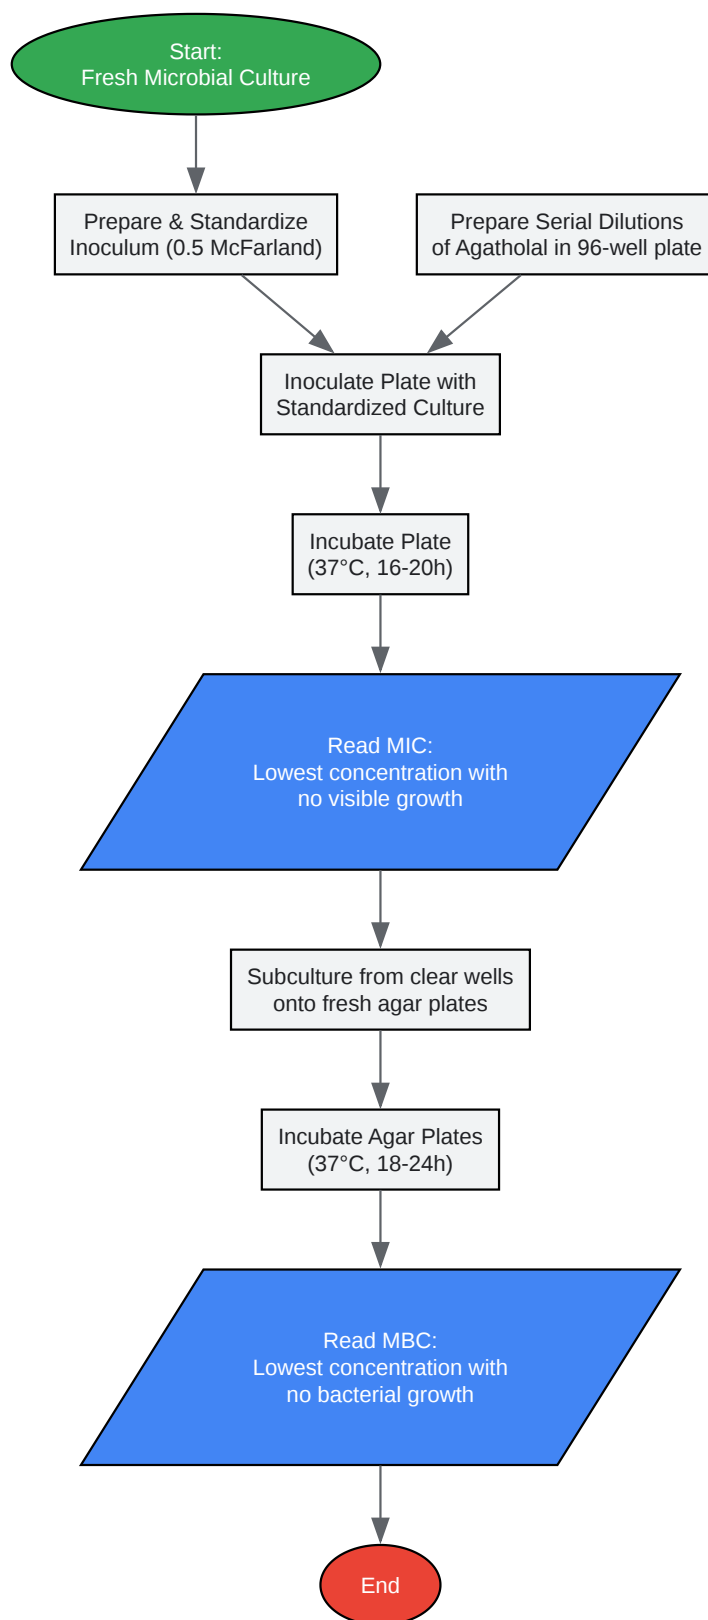 Start:
Fresh Microbial Culture
Prepare & Standardize
Inoculum (0.5 McFarland)
Prepare Serial Dilutions
of Agatholal in 96-well plate
Inoculate Plate with
Standardized Culture
Incubate Plate
(37°C, 16-20h)
Read MIC:
Lowest concentration with
no visible growth
Subculture from clear wells
onto fresh agar plates
Incubate Agar Plates
(37°C, 18-24h)
Read MBC:
Lowest concentration with
no bacterial growth
End